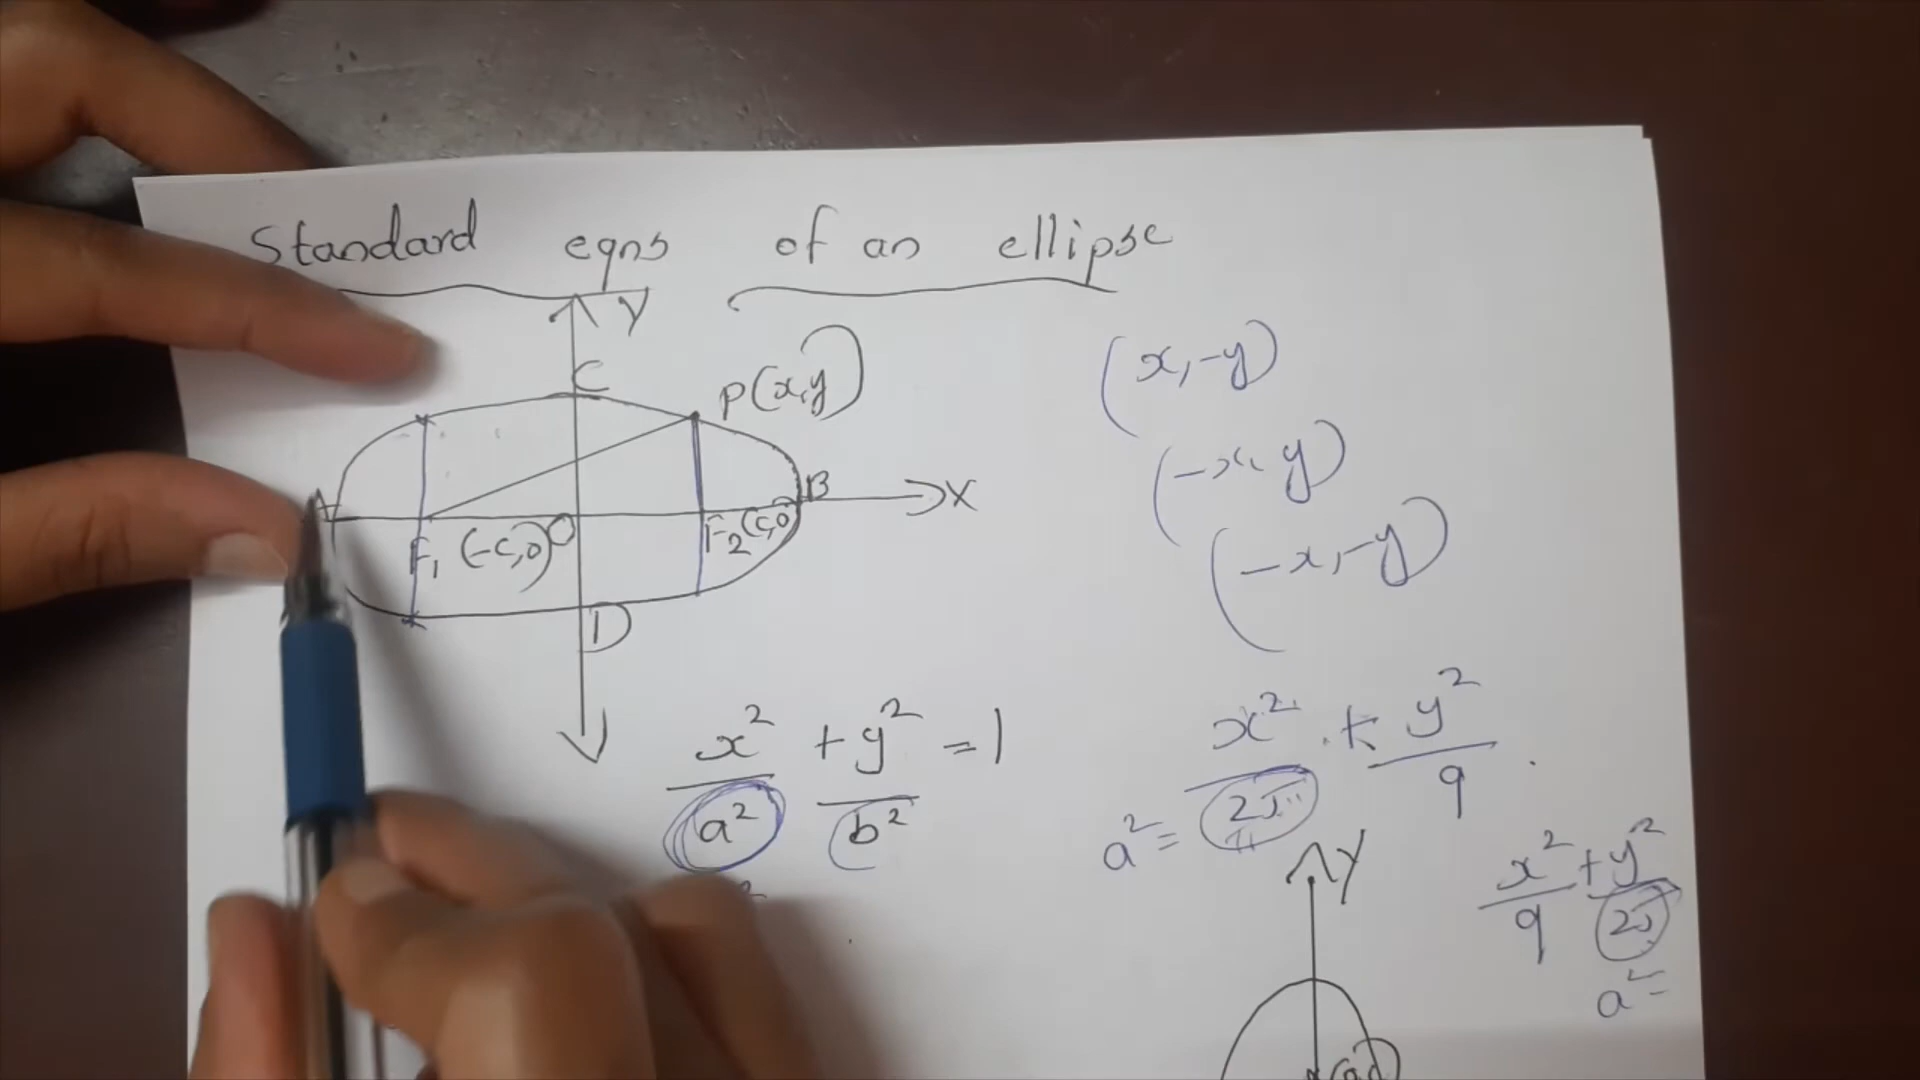 Standard eqns of an ellipse
Y
C
P(x,y)
(x,-y)
(-x, y)
A
B
X
F₁ (-c,0)
O
F₂(c,0)
(-x,-y)
D
x²/a² + y²/b² = 1
x²/25 + y²/9
a² =
Y
x²/9 + y²/25
a² =